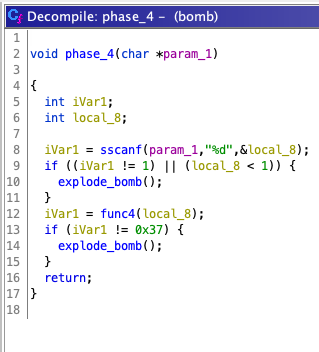 Decompile: phase_4 – (bomb)
1
2 void phase_4(char *param_1)
3
4 {
5   int iVar1;
6   int local_8;
7
8   iVar1 = sscanf(param_1,"%d",&local_8);
9   if ((iVar1 != 1) || (local_8 < 1)) {
10     explode_bomb();
11   }
12   iVar1 = func4(local_8);
13   if (iVar1 != 0x37) {
14     explode_bomb();
15   }
16   return;
17 }
18